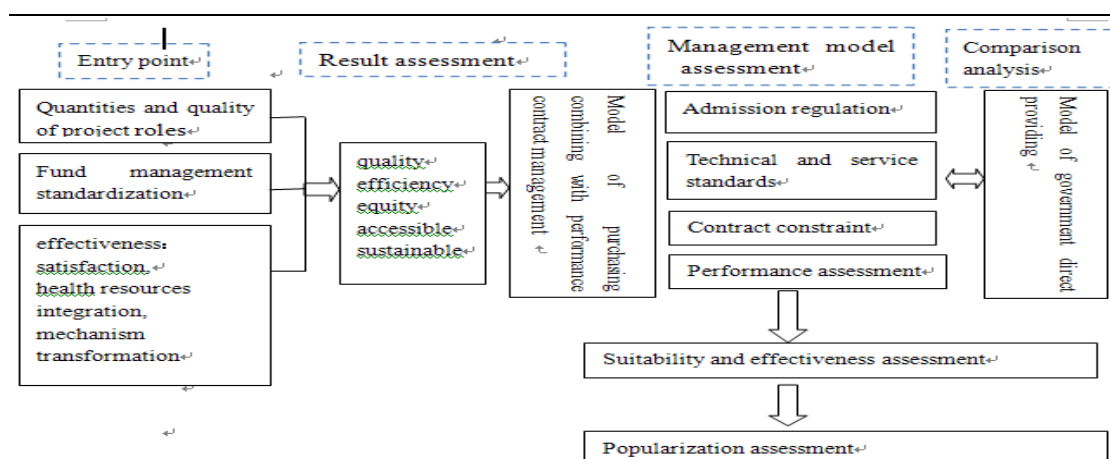 Entry point
Result assessment
Management model
assessment
Comparison
analysis
Quantities and quality
of project roles
Fund management
standardization
effectiveness:
satisfaction,
health resources
integration,
mechanism
transformation
quality
efficiency
equity
accessible
sustainable
Model of purchasing
combining with performance
contract management
Admission regulation
Technical and service
standards
Contract constraint
Performance assessment
Model of government direct
providing
Suitability and effectiveness assessment
Popularization assessment